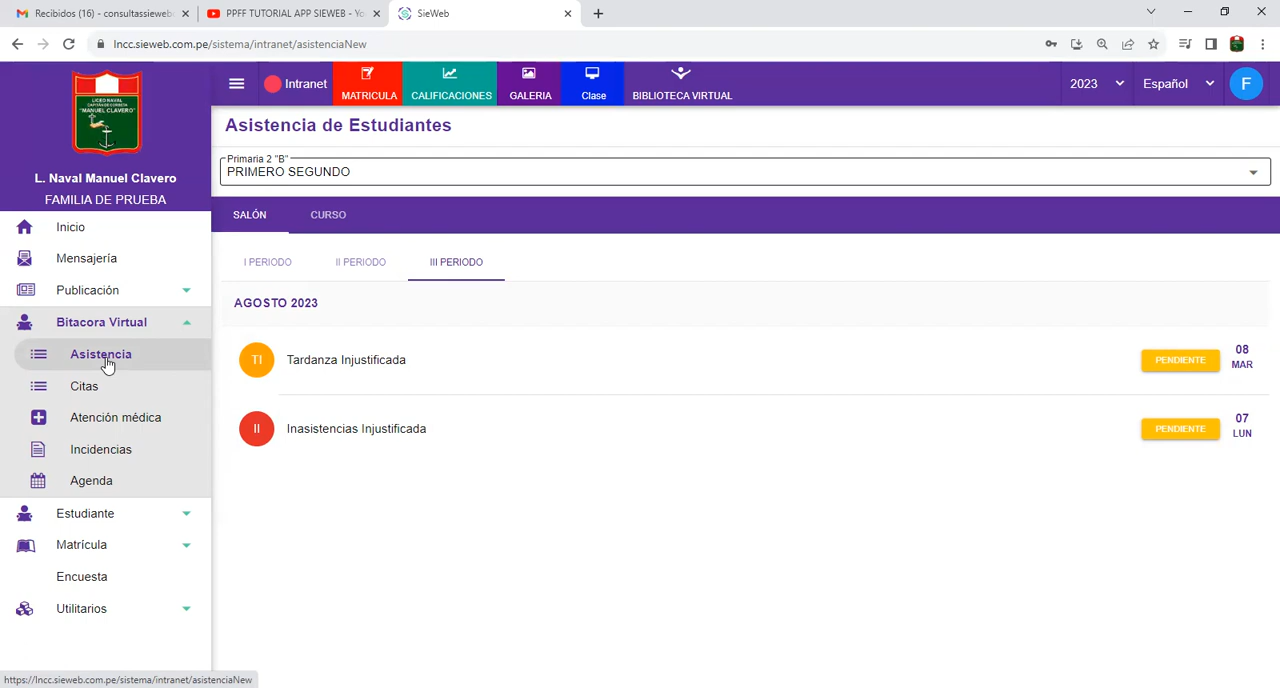 Recibidos (16) - consultassieweb
PPFF TUTORIAL APP SIEWEB - Yo
SieWeb
lncc.sieweb.com.pe/sistema/intranet/asistenciaNew
LICEO NAVAL
"MANUEL CLAVERO"
L. Naval Manuel Clavero
FAMILIA DE PRUEBA
Intranet
MATRICULA
CALIFICACIONES
GALERIA
Clase
BIBLIOTECA VIRTUAL
2023
Español
F
Inicio
Mensajería
Publicación
Bitacora Virtual
Asistencia
Citas
Atención médica
Incidencias
Agenda
Estudiante
Matrícula
Encuesta
Utilitarios
Asistencia de Estudiantes
Primaria 2 "B"
PRIMERO SEGUNDO
SALÓN
CURSO
I PERIODO
II PERIODO
III PERIODO
AGOSTO 2023
TI
Tardanza Injustificada
PENDIENTE
08
MAR
II
Inasistencias Injustificada
PENDIENTE
07
LUN
https://lncc.sieweb.com.pe/sistema/intranet/asistenciaNew